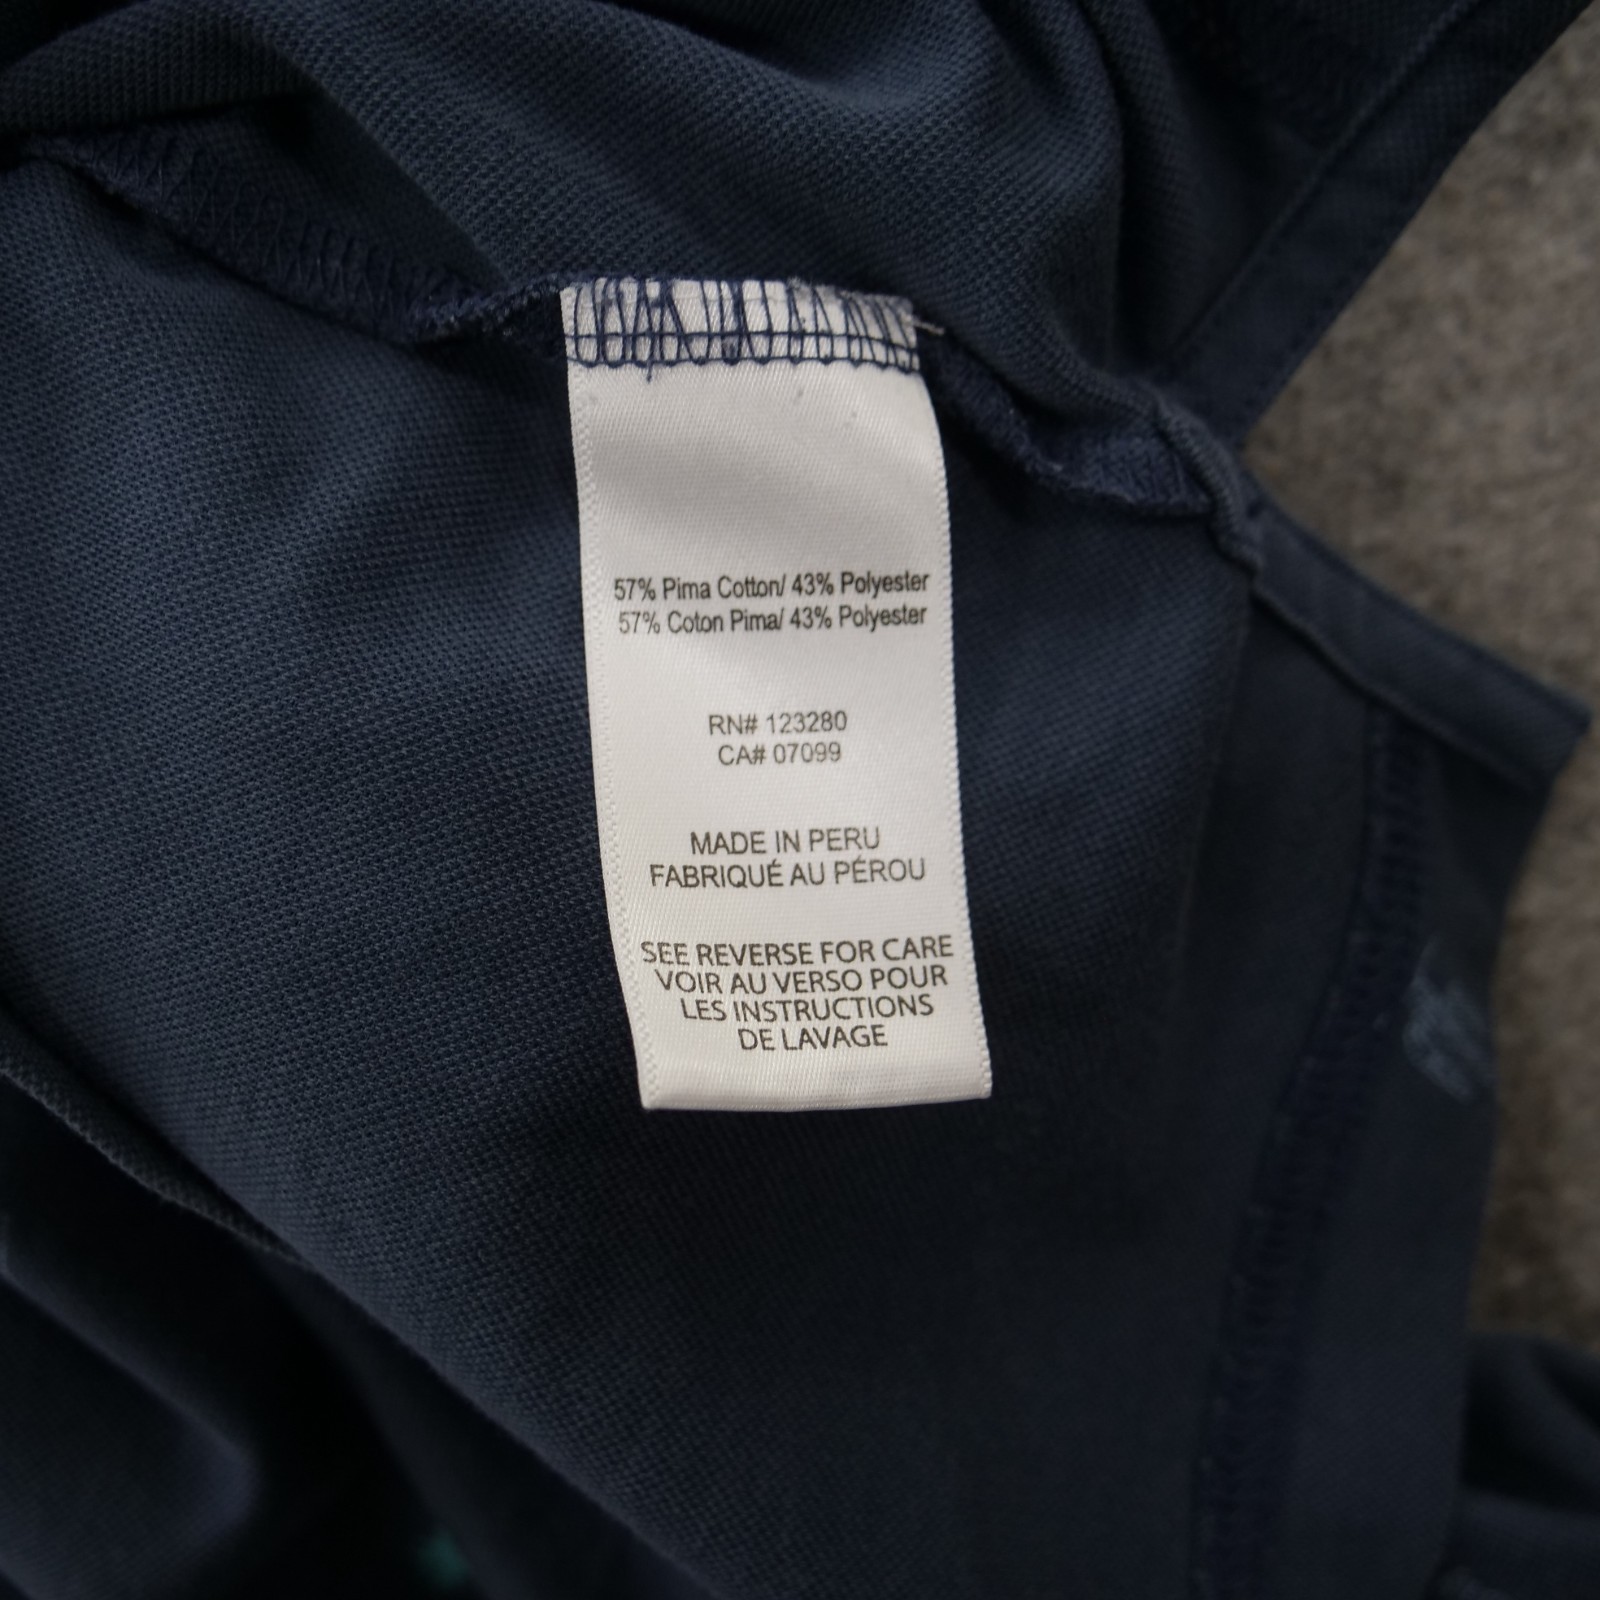 57% Pima Cotton/ 43% Polyester
57% Coton Pima/ 43% Polyester
RN# 123280
CA# 07099
MADE IN PERU
FABRIQUÉ AU PÉROU
SEE REVERSE FOR CARE
VOIR AU VERSO POUR
LES INSTRUCTIONS
DE LAVAGE